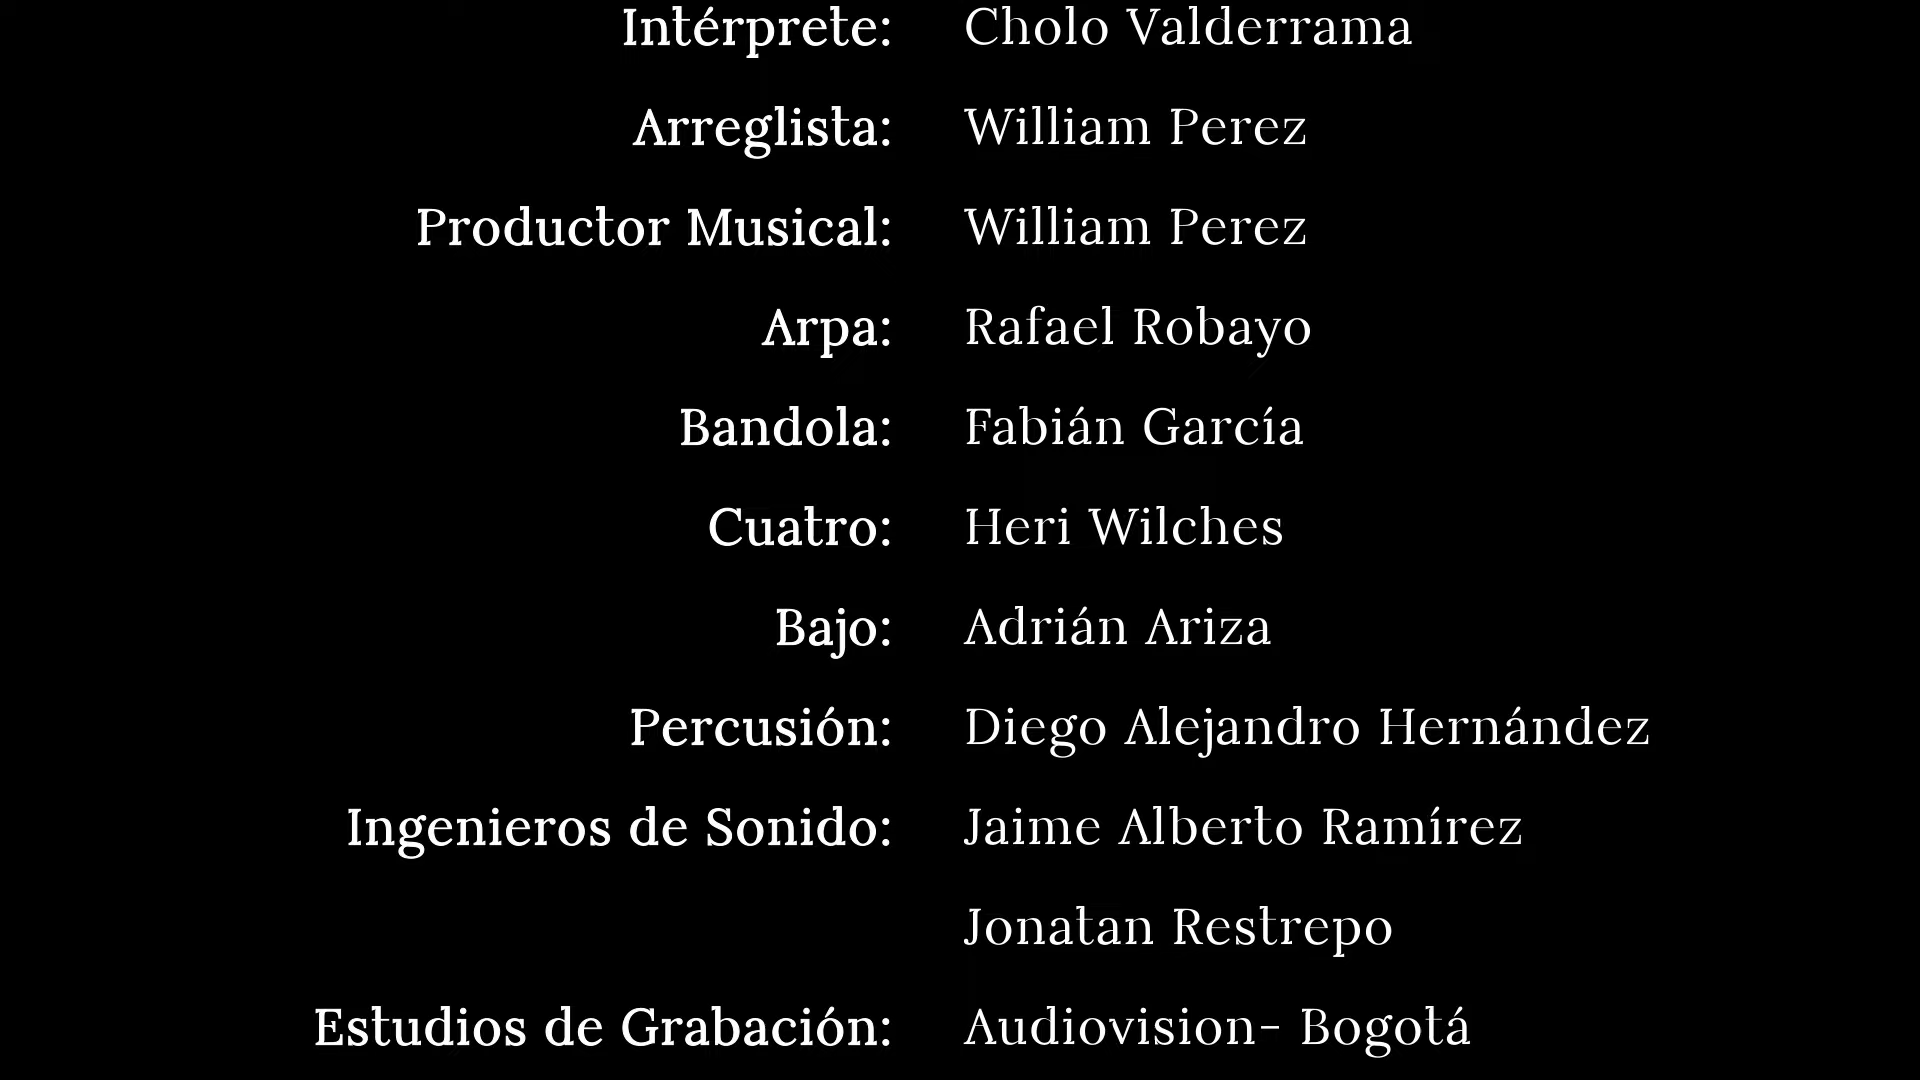 Intérprete: Cholo Valderrama
Arreglista: William Perez
Productor Musical: William Perez
Arpa: Rafael Robayo
Bandola: Fabián García
Cuatro: Heri Wilches
Bajo: Adrián Ariza
Percusión: Diego Alejandro Hernández
Ingenieros de Sonido: Jaime Alberto Ramírez
Jonatan Restrepo
Estudios de Grabación: Audiovision- Bogotá